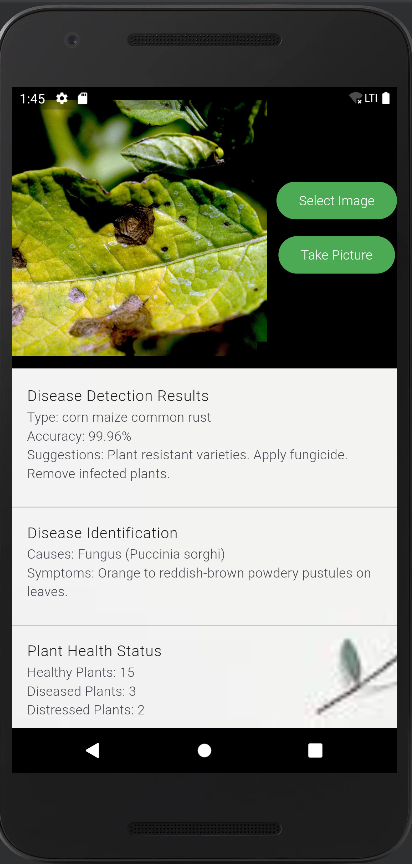 1:45
LTI
Select Image
Take Picture
Disease Detection Results
Type: corn maize common rust
Accuracy: 99.96%
Suggestions: Plant resistant varieties. Apply fungicide.
Remove infected plants.
Disease Identification
Causes: Fungus (Puccinia sorghi)
Symptoms: Orange to reddish-brown powdery pustules on
leaves.
Plant Health Status
Healthy Plants: 15
Diseased Plants: 3
Distressed Plants: 2